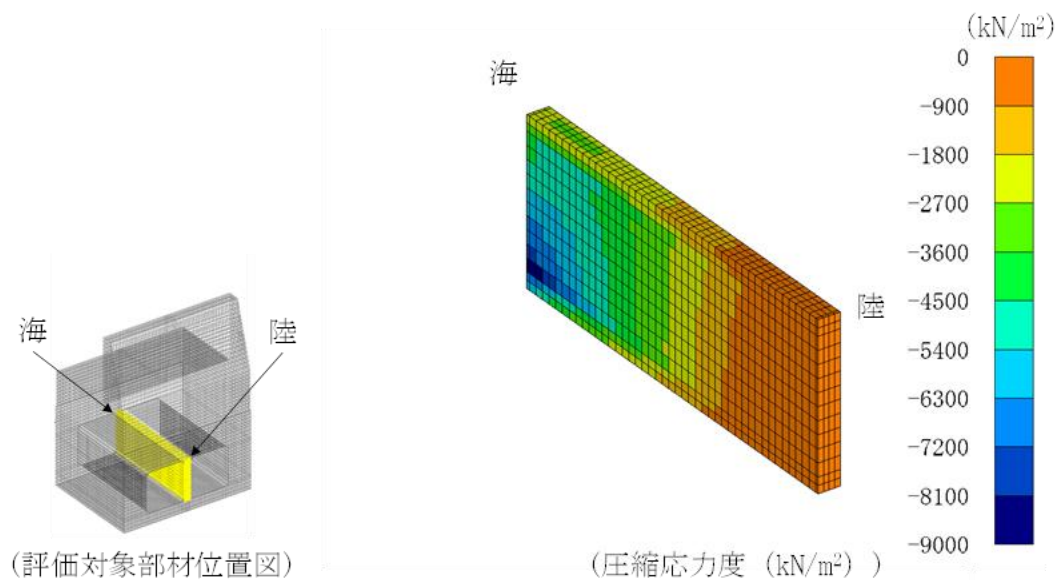 海
陸
(評価対象部材位置図)
海
陸
(圧縮応力度 (kN/m²) )
(kN/m²)
0
-900
-1800
-2700
-3600
-4500
-5400
-6300
-7200
-8100
-9000